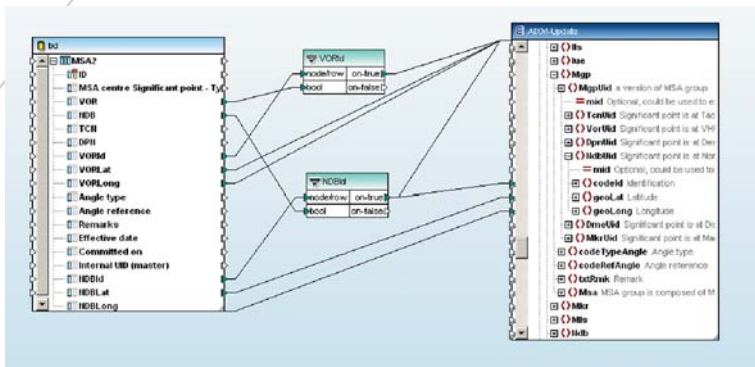 txt
MSA2
ID
MSA centre Significant point - Ty
VOR
NDB
TCN
DPN
VORId
VORLat
VORLong
Angle type
Angle reference
Remarks
Effective date
Committed on
Internal UID (master)
NDBId
NDBLat
NDBLong
VORId
node/row on-true
bool on-false
NDBId
node/row on-true
bool on-false
AIXM-Update
Ils
Iue
Mgp
MgpUid a version of MSA group
mid Optional, could be used to e
TcnUid Significant point is at Tac
VorUid Significant point is at VHF
DpnUid Significant point is at Des
NdbUid Significant point is at Nor
mid Optional, could be used to
codeId Identification
geoLat Latitude
geoLong Longitude
DmeUid Significant point is at Dis
MkrUid Significant point is at Mar
codeTypeAngle Angle type
codeRefAngle Angle reference
txtRmk Remark
Msa MSA group is composed of M
Mkr
Mls
Ndb